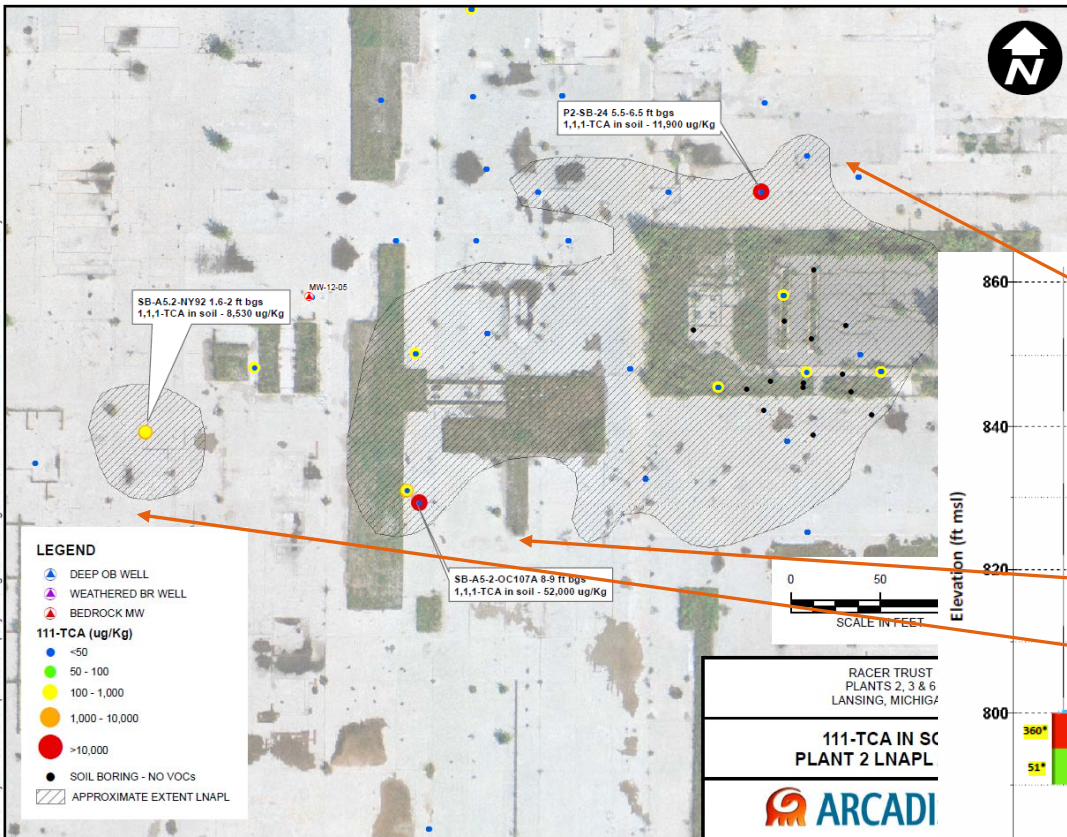 N
P2-SB-24 5.5-6.5 ft bgs
1,1,1-TCA in soil - 11,900 ug/Kg
MW-12-05
SB-A5.2-NY92 1.6-2 ft bgs
1,1,1-TCA in soil - 8,530 ug/Kg
SB-A5-2-OC107A 8-9 ft bgs
1,1,1-TCA in soil - 52,000 ug/Kg
LEGEND
DEEP OB WELL
WEATHERED BR WELL
BEDROCK MW
111-TCA (ug/Kg)
<50
50 - 100
100 - 1,000
1,000 - 10,000
>10,000
SOIL BORING - NO VOCs
APPROXIMATE EXTENT LNAPL
0 50
SCALE IN FEET
RACER TRUST
PLANTS 2, 3 & 6
LANSING, MICHIGA
111-TCA IN SO
PLANT 2 LNAPL
ARCADI
Elevation (ft msl)
860
840
820
800
360*
51*